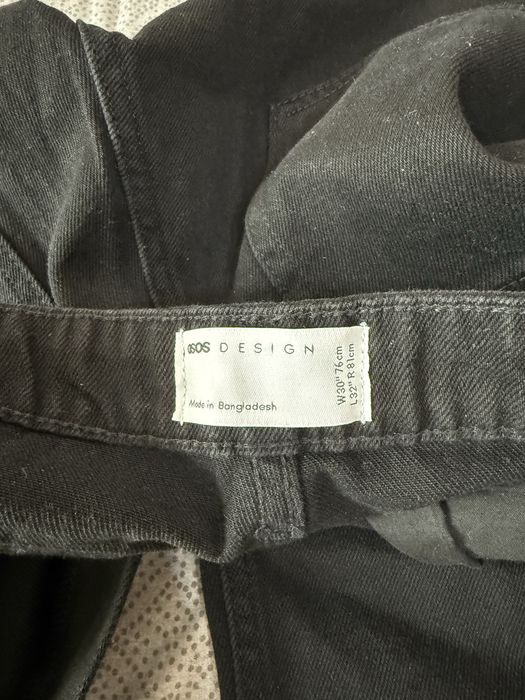 asos DESIGN
Made in Bangladesh
W30" 76cm
L32" R 81cm